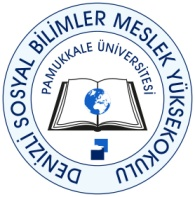 DENİZLİ SOSYAL BİLİMLER MESLEK YÜKSEKOKULU
PAMUKKALE ÜNİVERSİTESİ